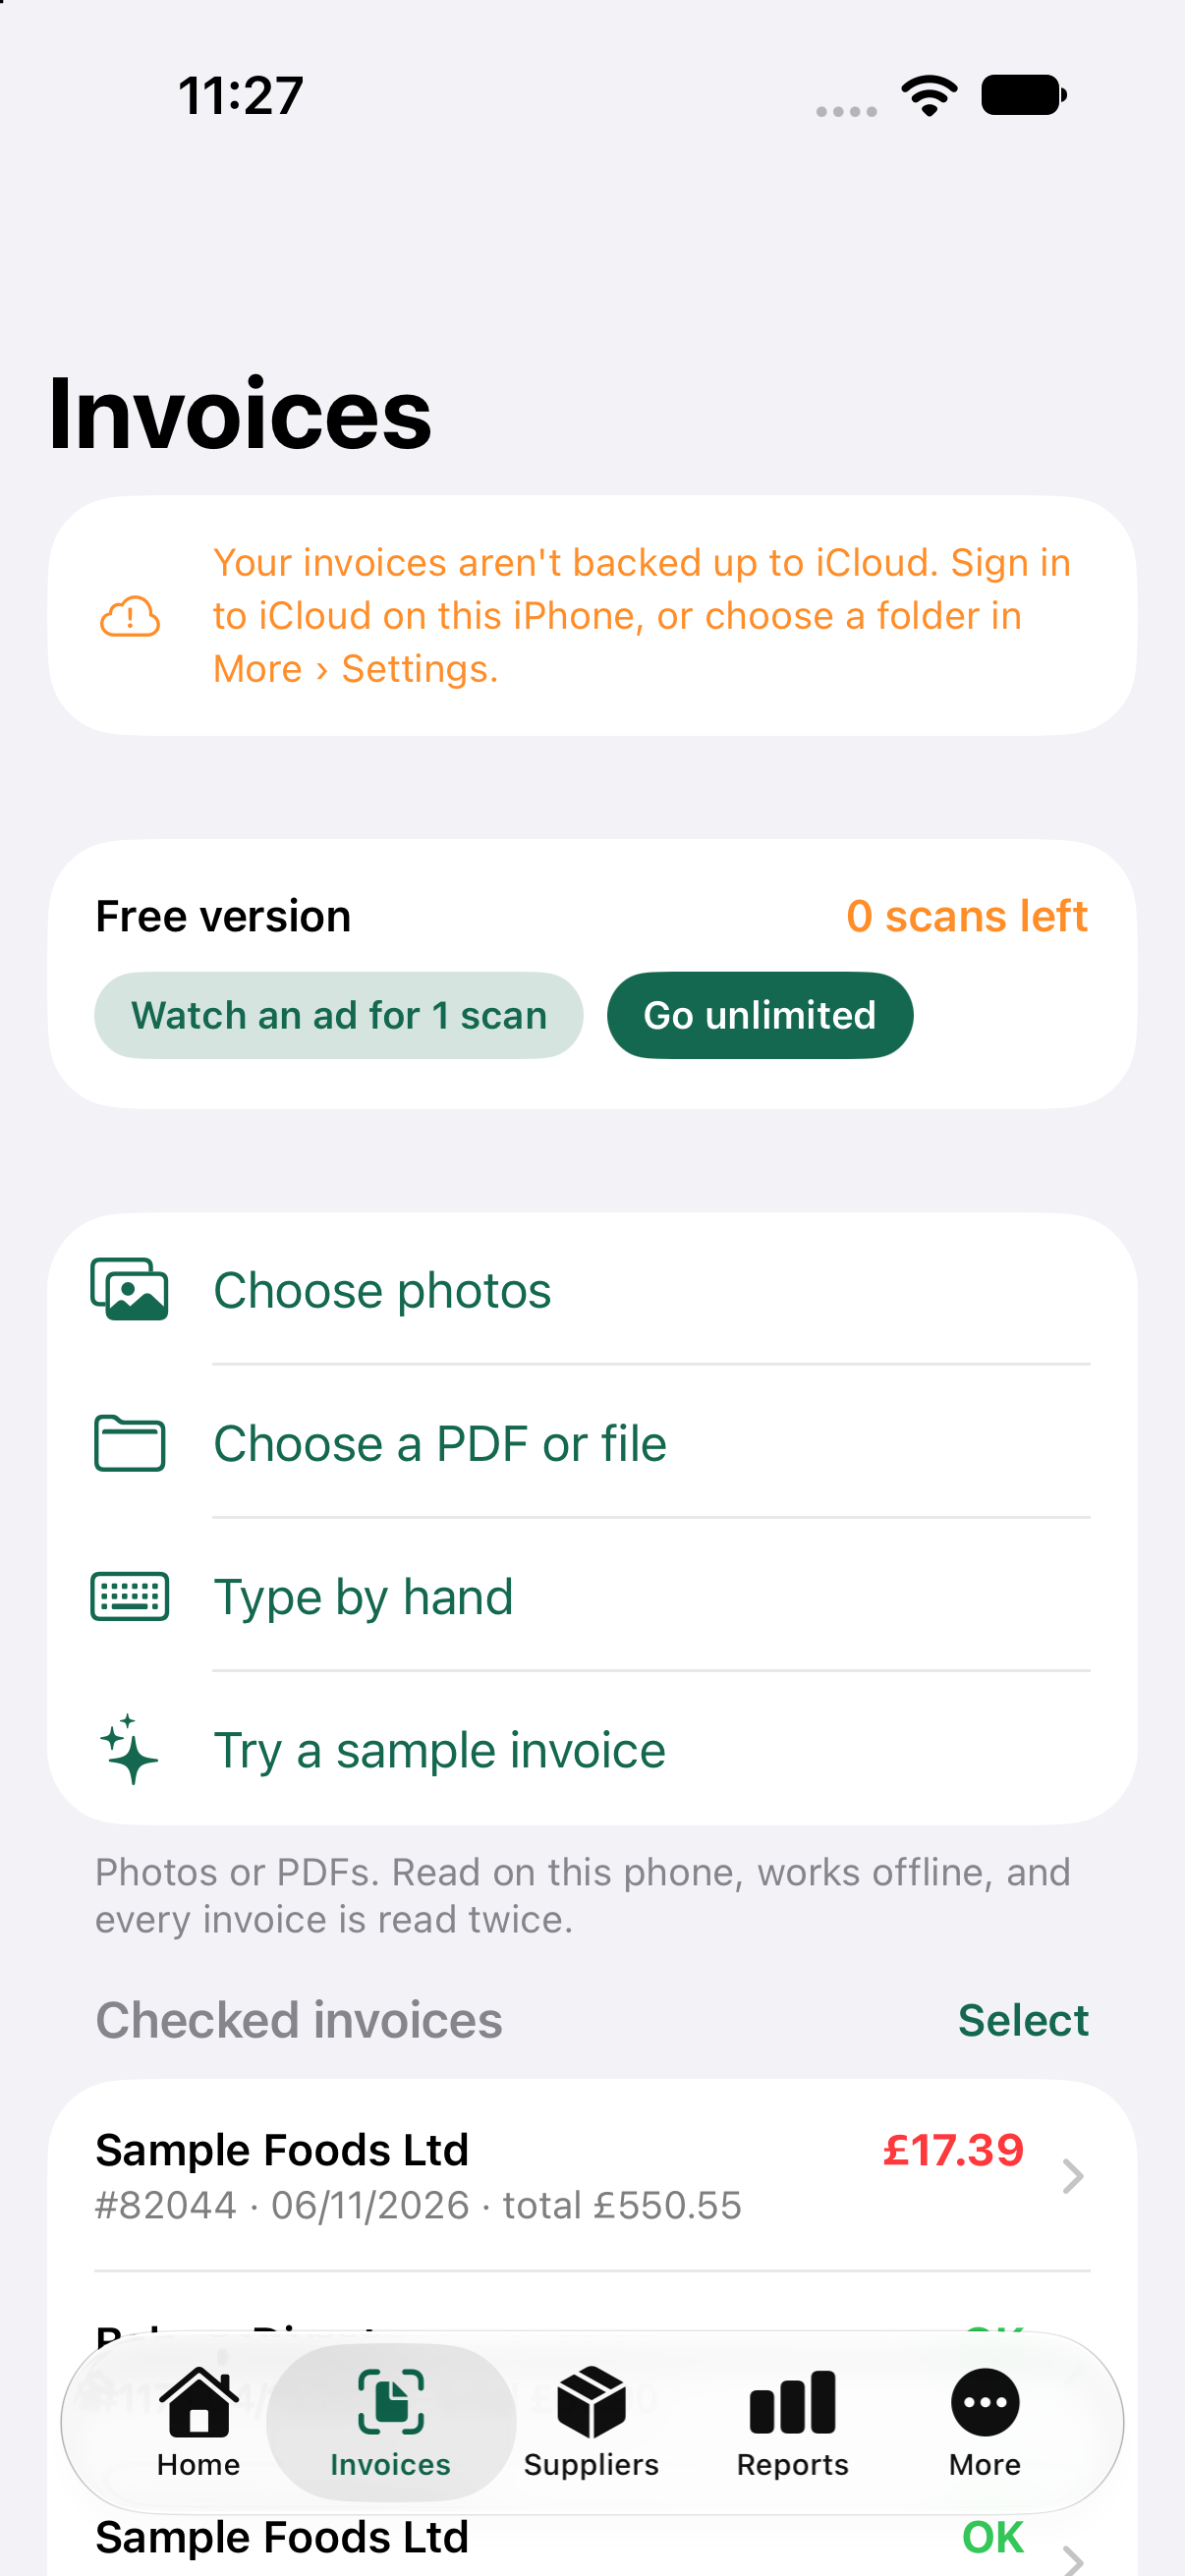 11:27
Invoices
Your invoices aren't backed up to iCloud. Sign in
to iCloud on this iPhone, or choose a folder in
More › Settings.
Free version
0 scans left
Watch an ad for 1 scan
Go unlimited
Choose photos
Choose a PDF or file
Type by hand
Try a sample invoice
Photos or PDFs. Read on this phone, works offline, and
every invoice is read twice.
Checked invoices
Select
Sample Foods Ltd
£17.39
#82044 · 06/11/2026 · total £550.55
OK
Home
Invoices
Suppliers
Reports
More
Sample Foods Ltd
OK